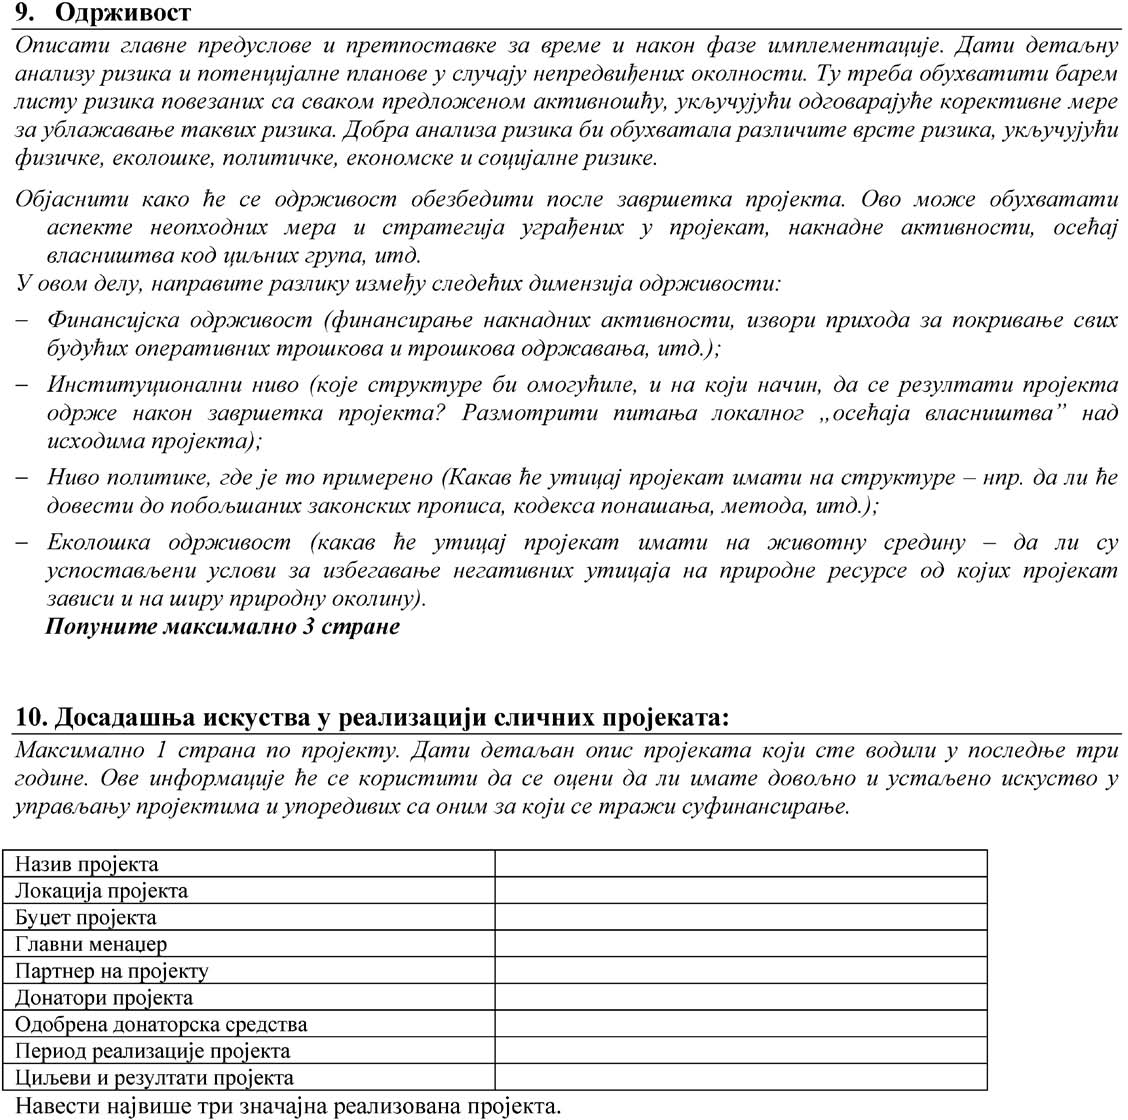 9. Одрживост
Описати главне предуслове и претпоставке за време и након фазе имплементације. Дати детаљну
анализу ризика и потенцијалне планове у случају непредвиђених околности. Ту треба обухватити барем
листу ризика повезаних са сваком предложеном активношћу, укључујући одговарајуће корективне мере
за ублажавање таквих ризика. Добра анализа ризика би обухватала различите врсте ризика, укључујући
физичке, еколошке, политичке, економске и социјалне ризике.
Објаснити како ће се одрживост обезбедити после завршетка пројекта. Ово може обухватати
аспекте неопходних мера и стратегија уграђених у пројекат, накнадне активности, осећај
власништва код циљних група, итд.
У овом делу, направите разлику између следећих димензија одрживости:
– Финансијска одрживост (финансирање накнадних активности, извори прихода за покривање свих
будућих оперативних трошкова и трошкова одржавања, итд.);
– Институционални ниво (које структуре би омогућиле, и на који начин, да се резултати пројекта
одрже након завршетка пројекта? Размотрити питања локалног „осећаја власништва” над
исходима пројекта);
– Ниво политике, где је то примерено (Какав ће утицај пројекат имати на структуре – нпр. да ли ће
довести до побољшаних законских прописа, кодекса понашања, метода, итд.);
– Еколошка одрживост (какав ће утицај пројекат имати на животну средину – да ли су
успостављени услови за избегавање негативних утицаја на природне ресурсе од којих пројекат
зависи и на ширу природну околину).
Попуните максимално 3 стране
10. Досадашња искуства у реализацији сличних пројеката:
Максимално 1 страна по пројекту. Дати детаљан опис пројеката који сте водили у последње три
године. Ове информације ће се користити да се оцени да ли имате довољно и устаљено искуство у
управљању пројектима и упоредивих са оним за који се тражи суфинансирање.
Назив пројекта
Локација пројекта
Буџет пројекта
Главни менаџер
Партнер на пројекту
Донатори пројекта
Одобрена донаторска средства
Период реализације пројекта
Циљеви и резултати пројекта
Навести највише три значајна реализована пројекта.